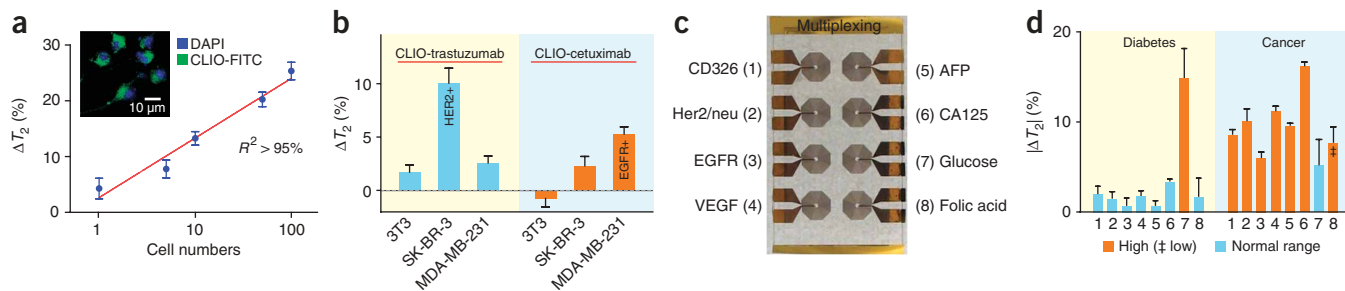 a
DAPI
CLIO-FITC
10 µm
R² > 95%
ΔT₂ (%)
30
20
10
0
1 10 100
Cell numbers
b
CLIO-trastuzumab CLIO-cetuximab
HER2+
EGFR+
ΔT₂ (%)
10
5
0
3T3 SK-BR-3 MDA-MB-231 3T3 SK-BR-3 MDA-MB-231
c
Multiplexing
CD326 (1) (5) AFP
Her2/neu (2) (6) CA125
EGFR (3) (7) Glucose
VEGF (4) (8) Folic acid
d
Diabetes Cancer
|ΔT₂| (%)
20
10
0
‡
1 2 3 4 5 6 7 8 1 2 3 4 5 6 7 8
High (‡ low) Normal range